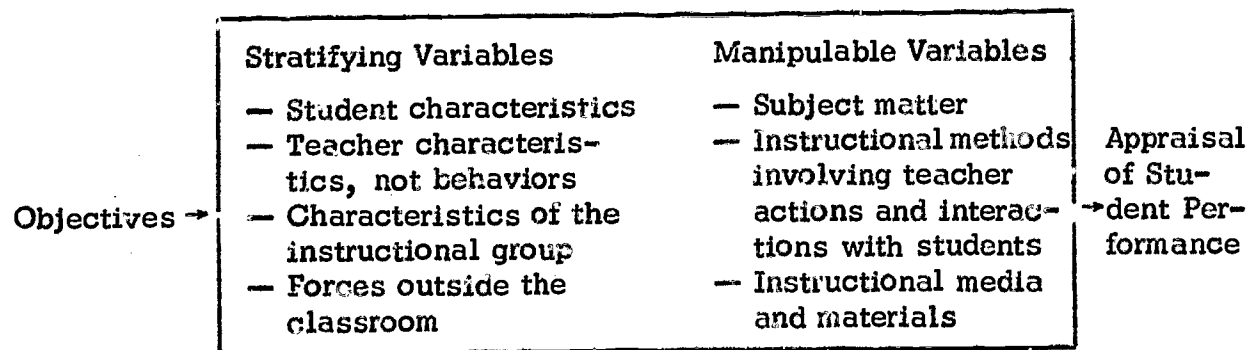 Stratifying Variables
— Student characteristics
— Teacher characteris-
tics, not behaviors
— Characteristics of the
instructional group
— Forces outside the
classroom
Manipulable Variables
— Subject matter
— Instructional methods
involving teacher
actions and interac-
tions with students
— Instructional media
and materials
Objectives →
→ Appraisal
of Stu-
dent Per-
formance